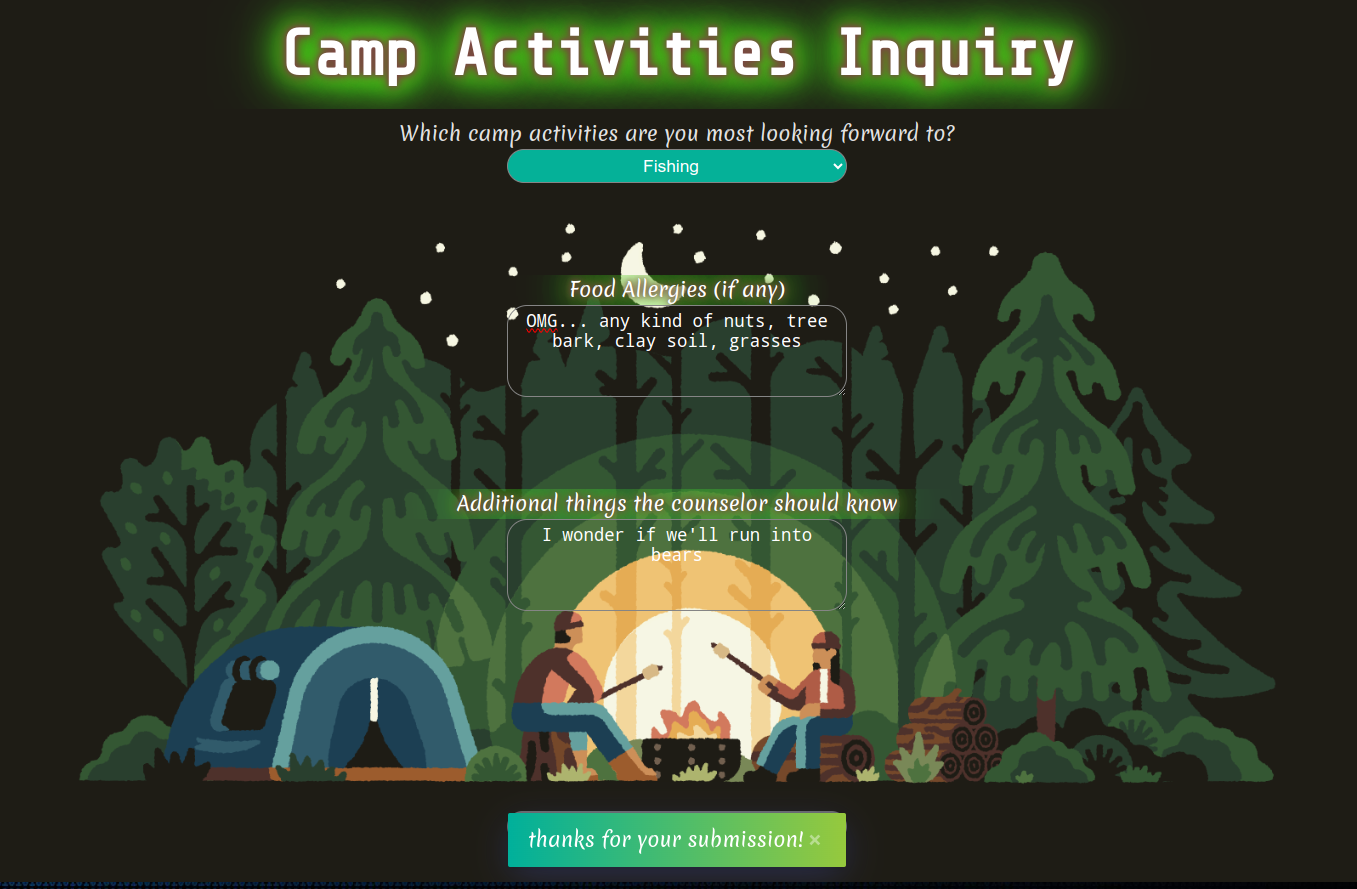 Camp Activities Inquiry
Which camp activities are you most looking forward to?
Fishing
Food Allergies (if any)
OMG... any kind of nuts, tree
bark, clay soil, grasses
Additional things the counselor should know
I wonder if we'll run into
bears
thanks for your submission! ×